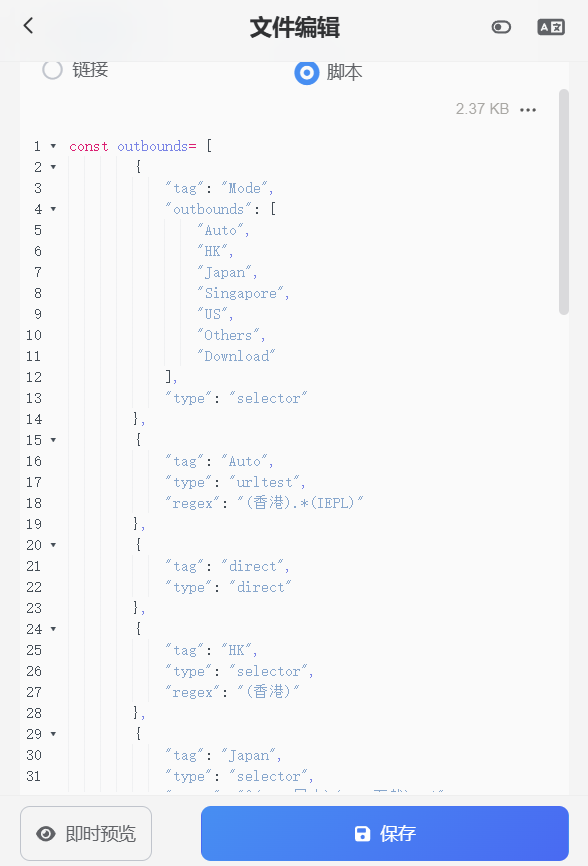 文件编辑
链接
脚本
2.37 KB
1 const outbounds= [
2 {
3 "tag": "Mode",
4 "outbounds": [
5 "Auto",
6 "HK",
7 "Japan",
8 "Singapore",
9 "US",
10 "Others",
11 "Download"
12 ],
13 "type": "selector"
14 },
15 {
16 "tag": "Auto",
17 "type": "urltest",
18 "regex": "(香港).*(IEPL)"
19 },
20 {
21 "tag": "direct",
22 "type": "direct"
23 },
24 {
25 "tag": "HK",
26 "type": "selector",
27 "regex": "(香港)"
28 },
29 {
30 "tag": "Japan",
31 "type": "selector",
即时预览
保存